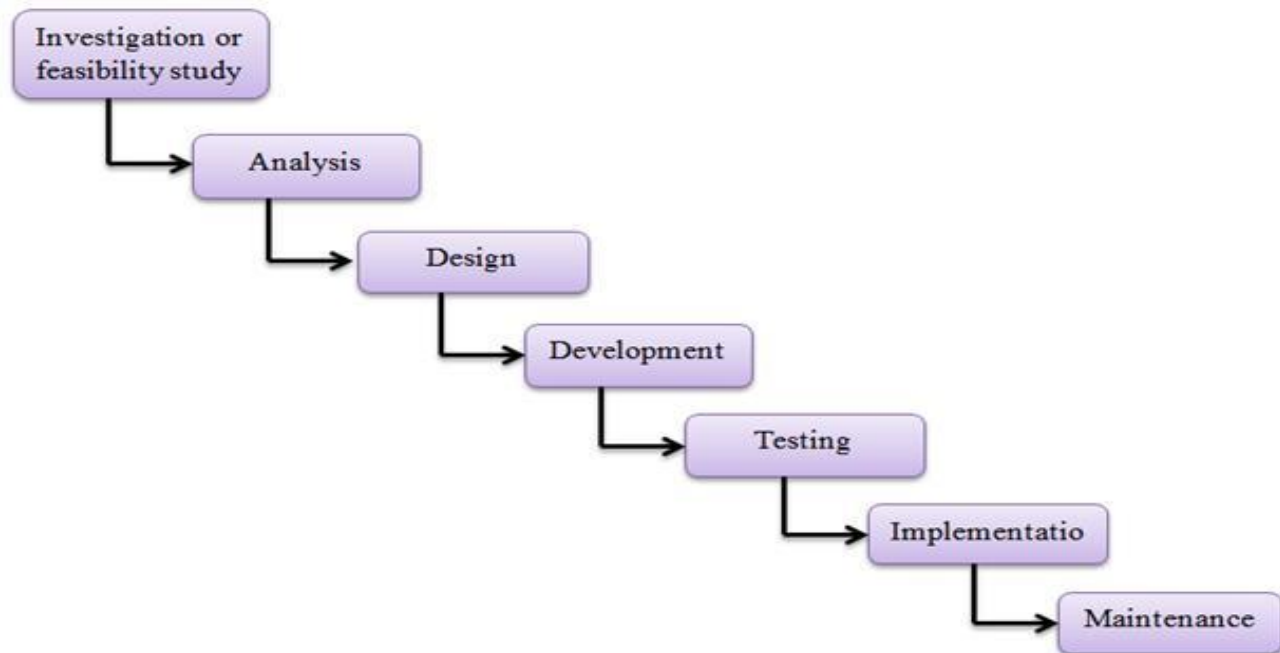 Investigation or
feasibility study
Analysis
Design
Development
Testing
Implementatio
Maintenance